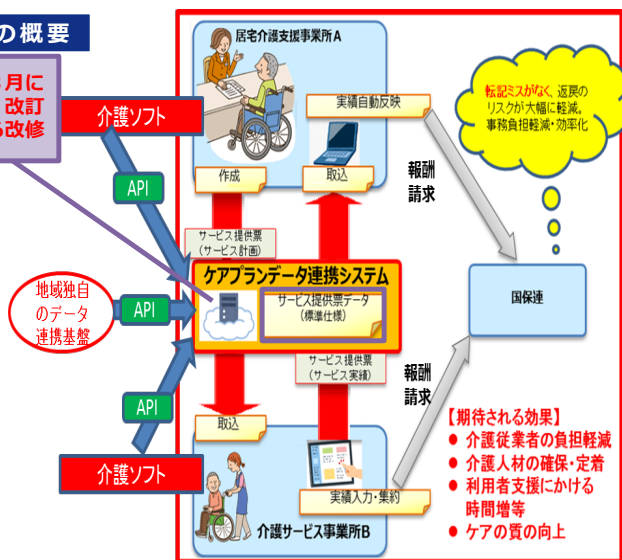 の概要
月に
改訂
改修
介護ソフト
API
地域独自
のデータ
連携基盤
API
API
介護ソフト
居宅介護支援事業所A
実績自動反映
作成
取込
サービス提供票
(サービス計画)
ケアプランデータ連携システム
サービス提供票データ
(標準仕様)
サービス提供票
(サービス実績)
取込
実績入力・集約
介護サービス事業所B
報酬
請求
報酬
請求
転記ミスがなく、返戻の
リスクが大幅に軽減。
事務負担軽減・効率化
国保連
【期待される効果】
● 介護従業者の負担軽減
● 介護人材の確保・定着
● 利用者支援にかける
時間増等
● ケアの質の向上